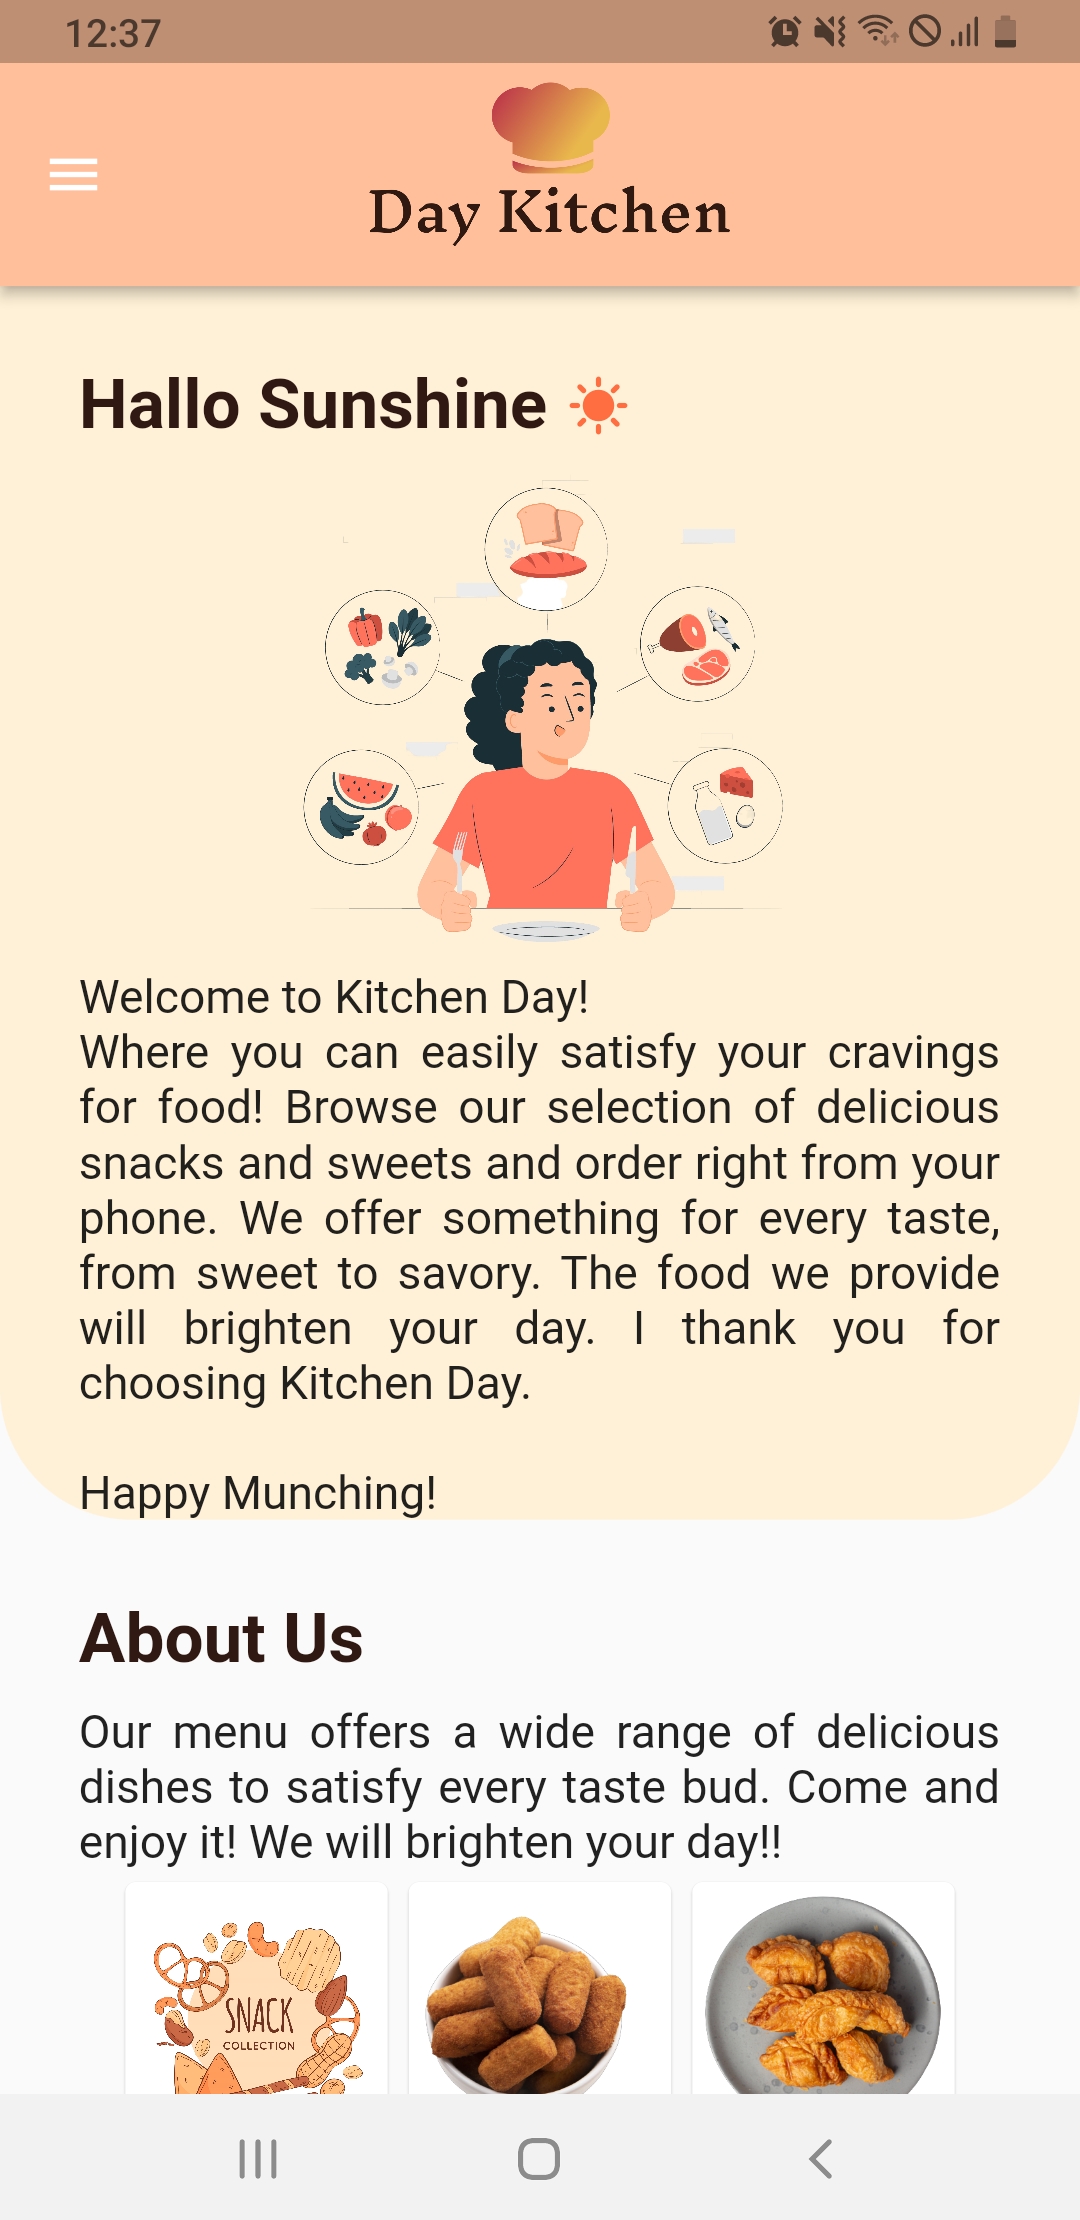 12:37
Day Kitchen
Hallo Sunshine
Welcome to Kitchen Day!
Where you can easily satisfy your cravings
for food! Browse our selection of delicious
snacks and sweets and order right from your
phone. We offer something for every taste,
from sweet to savory. The food we provide
will brighten your day. I thank you for
choosing Kitchen Day.
Happy Munching!
About Us
Our menu offers a wide range of delicious
dishes to satisfy every taste bud. Come and
enjoy it! We will brighten your day!!
SNACK
COLLECTION